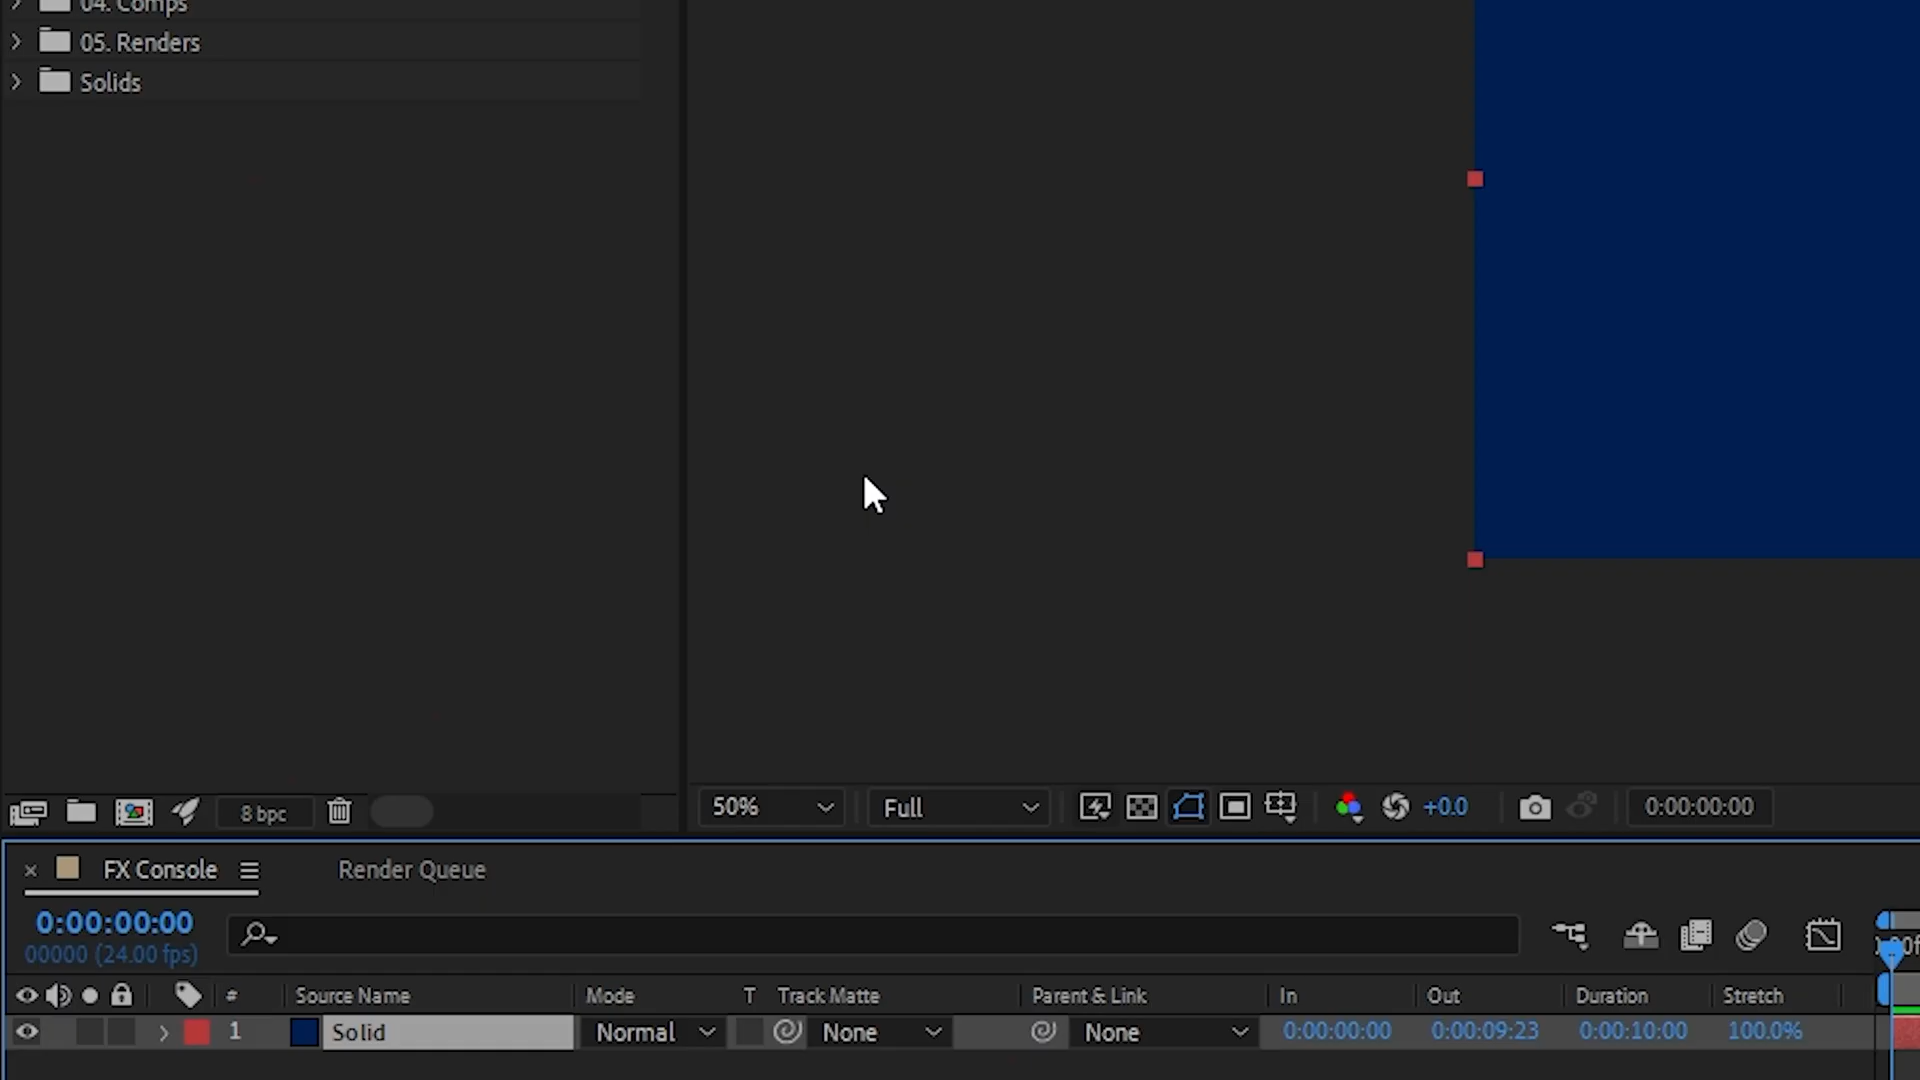 04. Comps
05. Renders
Solids
8 bpc
50%
Full
+0.0
0:00:00:00
FX Console
Render Queue
0:00:00:00
00000 (24.00 fps)
# Source Name Mode T Track Matte Parent & Link In Out Duration Stretch
1 Solid Normal None None 0:00:00:00 0:00:09:23 0:00:10:00 100.0%